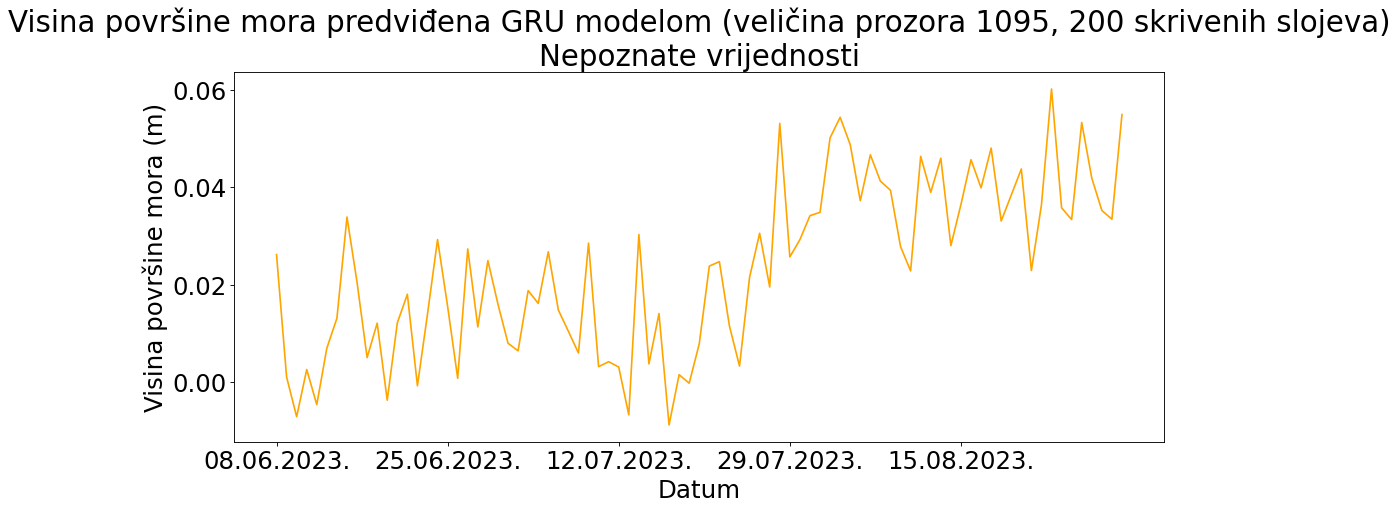 Visina površine mora predviđena GRU modelom (veličina prozora 1095, 200 skrivenih slojeva)
Nepoznate vrijednosti
Visina površine mora (m)
0.06
0.04
0.02
0.00
08.06.2023. 25.06.2023. 12.07.2023. 29.07.2023. 15.08.2023.
Datum